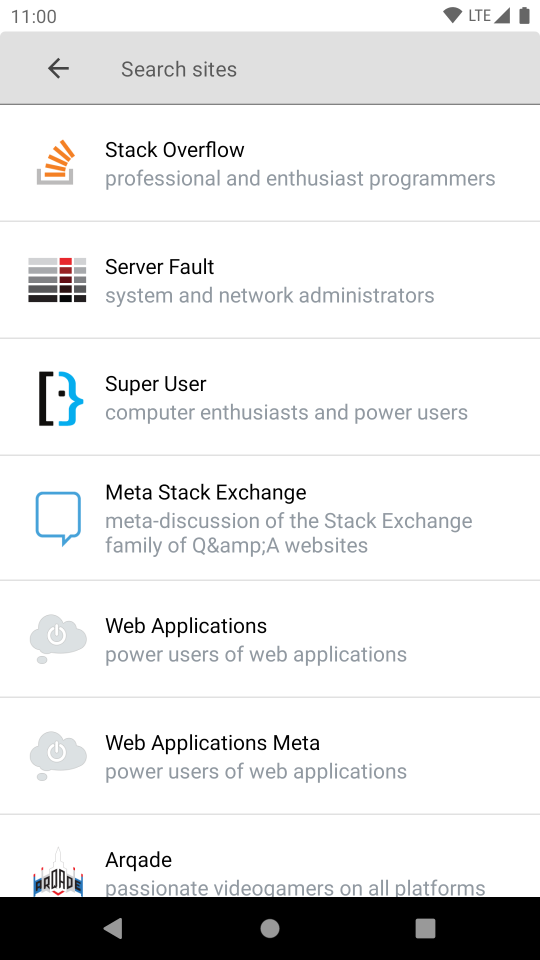 11:00
LTE
Search sites
Stack Overflow
professional and enthusiast programmers
Server Fault
system and network administrators
Super User
computer enthusiasts and power users
Meta Stack Exchange
meta-discussion of the Stack Exchange
family of Q&amp;A websites
Web Applications
power users of web applications
Web Applications Meta
power users of web applications
ARQADE
Arqade
passionate videogamers on all platforms